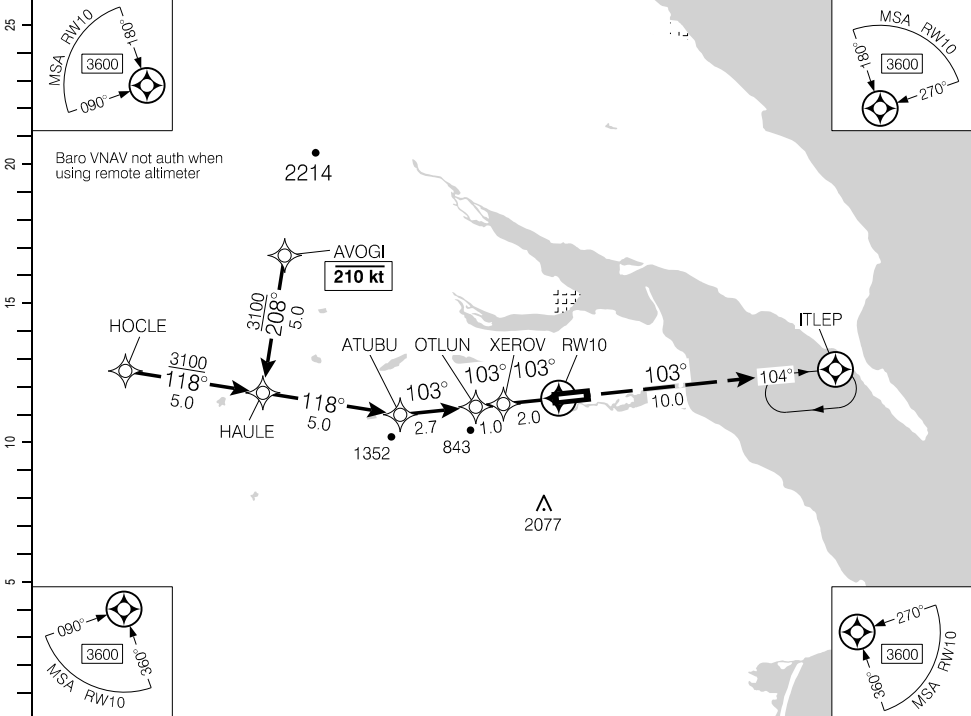 25
20
15
10
5
MSA RW10
180°
3600
090°
MSA RW10
180°
3600
270°
Baro VNAV not auth when
using remote altimeter
2214
AVOGI
210 kt
3100
208°
5.0
HOCLE
3100
118°
5.0
HAULE
118°
5.0
ATUBU
OTLUN
XEROV
RW10
ITLEP
103°
2.7
103°
1.0
103°
2.0
103°
10.0
104°
1352
843
2077
090°
3600
360°
MSA RW10
270°
3600
360°
MSA RW10